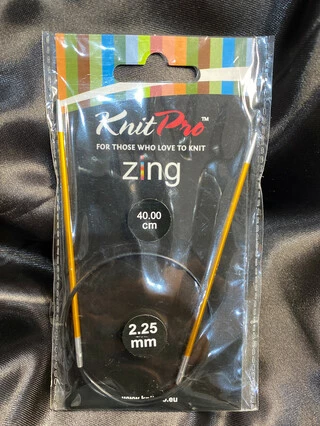 KnitPro™
FOR THOSE WHO LOVE TO KNIT
zing
40.00
cm
2.25
mm